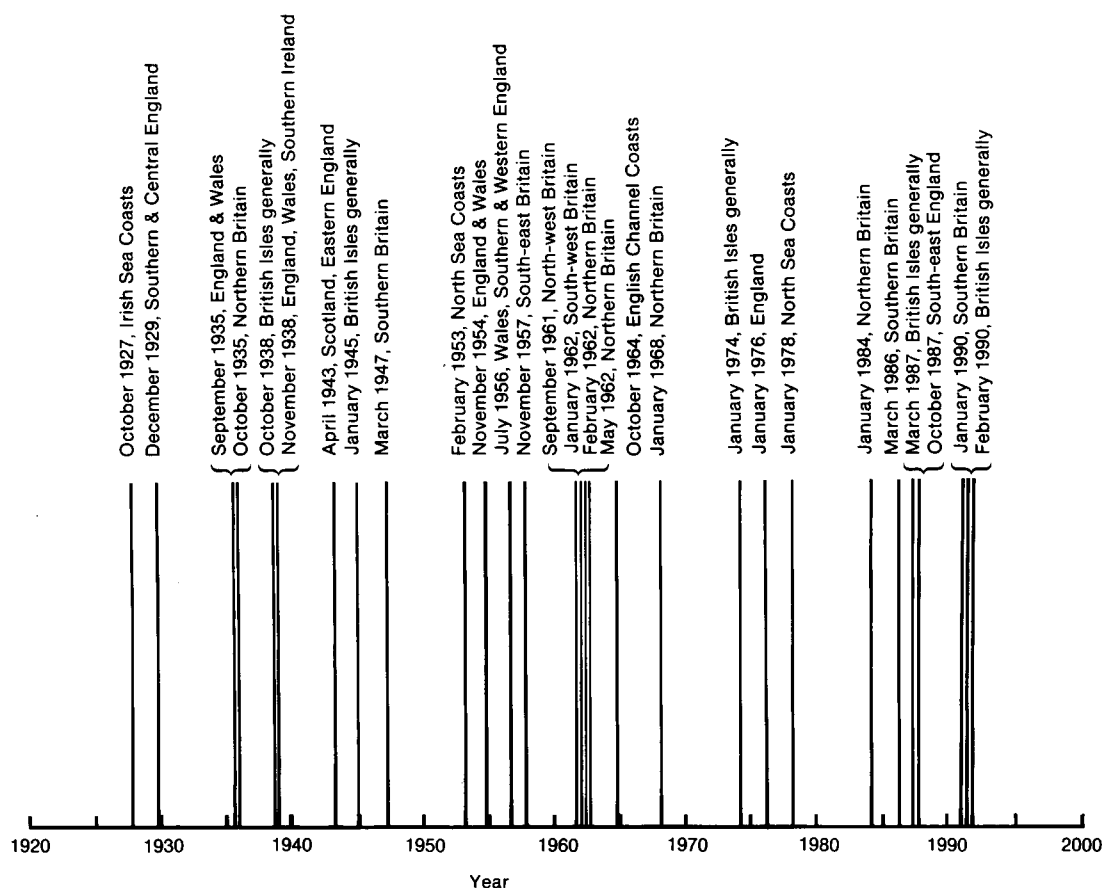 October 1927, Irish Sea Coasts
December 1929, Southern & Central England
September 1935, England & Wales
October 1935, Northern Britain
October 1938, British Isles generally
November 1938, England, Wales, Southern Ireland
April 1943, Scotland, Eastern England
January 1945, British Isles generally
March 1947, Southern Britain
February 1953, North Sea Coasts
November 1954, England & Wales
July 1956, Wales, Southern & Western England
November 1957, South-east Britain
September 1961, North-west Britain
January 1962, South-west Britain
February 1962, Northern Britain
May 1962, Northern Britain
October 1964, English Channel Coasts
January 1968, Northern Britain
January 1974, British Isles generally
January 1976, England
January 1978, North Sea Coasts
January 1984, Northern Britain
March 1986, Southern Britain
March 1987, British Isles generally
October 1987, South-east England
January 1990, Southern Britain
February 1990, British Isles generally
1920 1930 1940 1950 1960 1970 1980 1990 2000
Year